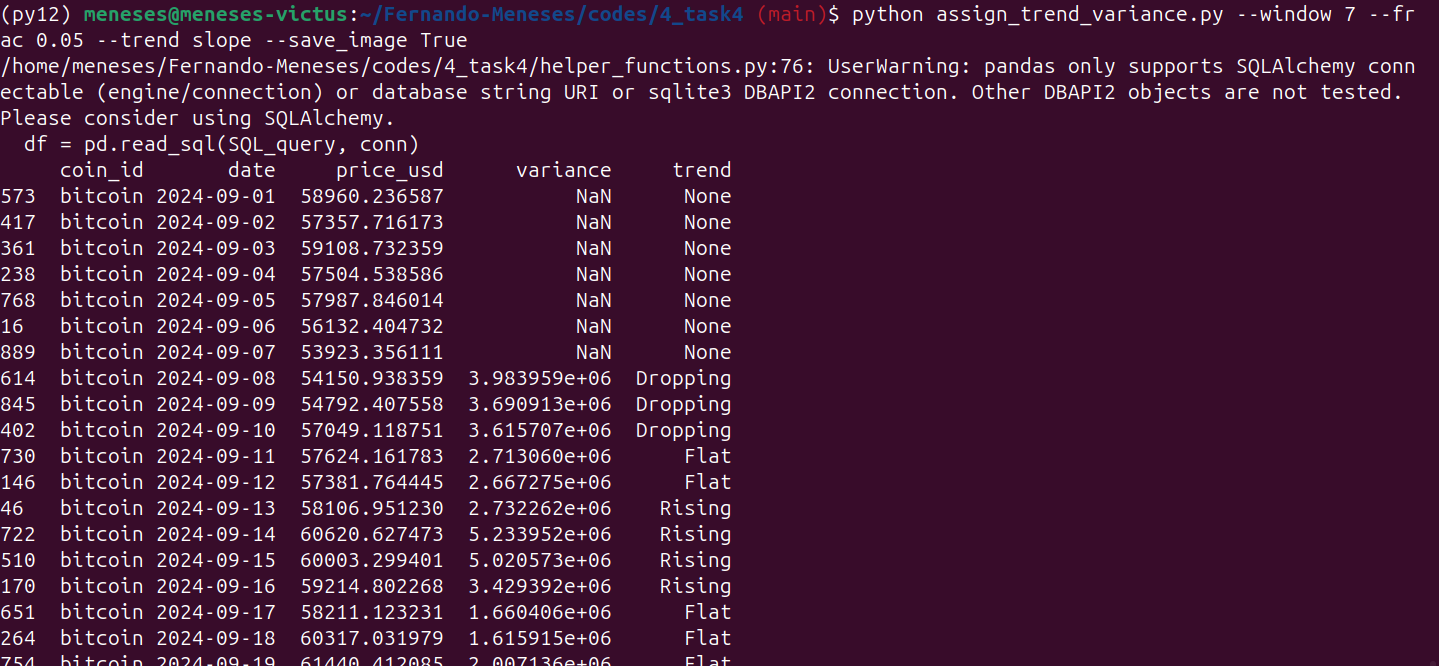 (py12) meneses@meneses-victus:~/Fernando-Meneses/codes/4_task4 (main)$ python assign_trend_variance.py --window 7 --fr
ac 0.05 --trend slope --save_image True
/home/meneses/Fernando-Meneses/codes/4_task4/helper_functions.py:76: UserWarning: pandas only supports SQLAlchemy conn
ectable (engine/connection) or database string URI or sqlite3 DBAPI2 connection. Other DBAPI2 objects are not tested.
Please consider using SQLAlchemy.
  df = pd.read_sql(SQL_query, conn)
     coin_id       date     price_usd      variance     trend
573  bitcoin 2024-09-01  58960.236587           NaN      None
417  bitcoin 2024-09-02  57357.716173           NaN      None
361  bitcoin 2024-09-03  59108.732359           NaN      None
238  bitcoin 2024-09-04  57504.538586           NaN      None
768  bitcoin 2024-09-05  57987.846014           NaN      None
16   bitcoin 2024-09-06  56132.404732           NaN      None
889  bitcoin 2024-09-07  53923.356111           NaN      None
614  bitcoin 2024-09-08  54150.938359  3.983959e+06  Dropping
845  bitcoin 2024-09-09  54792.407558  3.690913e+06  Dropping
402  bitcoin 2024-09-10  57049.118751  3.615707e+06  Dropping
730  bitcoin 2024-09-11  57624.161783  2.713060e+06      Flat
146  bitcoin 2024-09-12  57381.764445  2.667275e+06      Flat
46   bitcoin 2024-09-13  58106.951230  2.732262e+06    Rising
722  bitcoin 2024-09-14  60620.627473  5.233952e+06    Rising
510  bitcoin 2024-09-15  60003.299401  5.020573e+06    Rising
170  bitcoin 2024-09-16  59214.802268  3.429392e+06    Rising
651  bitcoin 2024-09-17  58211.123231  1.660406e+06      Flat
264  bitcoin 2024-09-18  60317.031979  1.615915e+06      Flat
754  bitcoin 2024-09-19  61440.412085  2.007136e+06      Flat